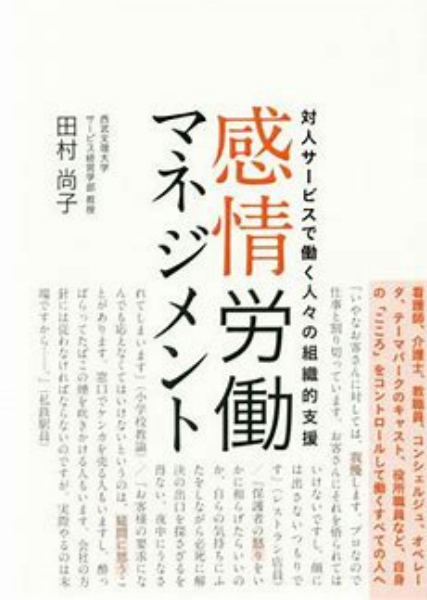 対人サービスで働く人々の組織的支援
感情労働
マネジメント
西武文理大学
サービス経営学部 教授
田村 尚子
看護師、介護士、教職員、コンシェルジュ、オペレー
タ、テーマパークのキャスト、役所職員など、自身
の「こころ」をコントロールして働くすべての人へ
『いやなお客さんに対しては、我慢します。プロなので
仕事と割り切っています。お客さんにそれを悟られては
いけないですし、顔に
は出さないつもりで
す』(レストラン店員)
/『保護者の怒りをい
かに和らげたらいいの
か、自らの気持ちにふ
たをしながら必死に解
決の出口を探さざるを
得ない。夜中にうなさ
れてしまいます』(小学校教諭)/『お客様の要求にな
んでも応えなくてはいけないというのは、疑問に思うこ
とがあります。窓口でケンカを売る人もいますし、酔っ
ぱらってたばこの煙を吹きかける人もいます。会社の方
針には従わなければならないのですが、実際やるのは末
端ですから――。』(私鉄駅員)